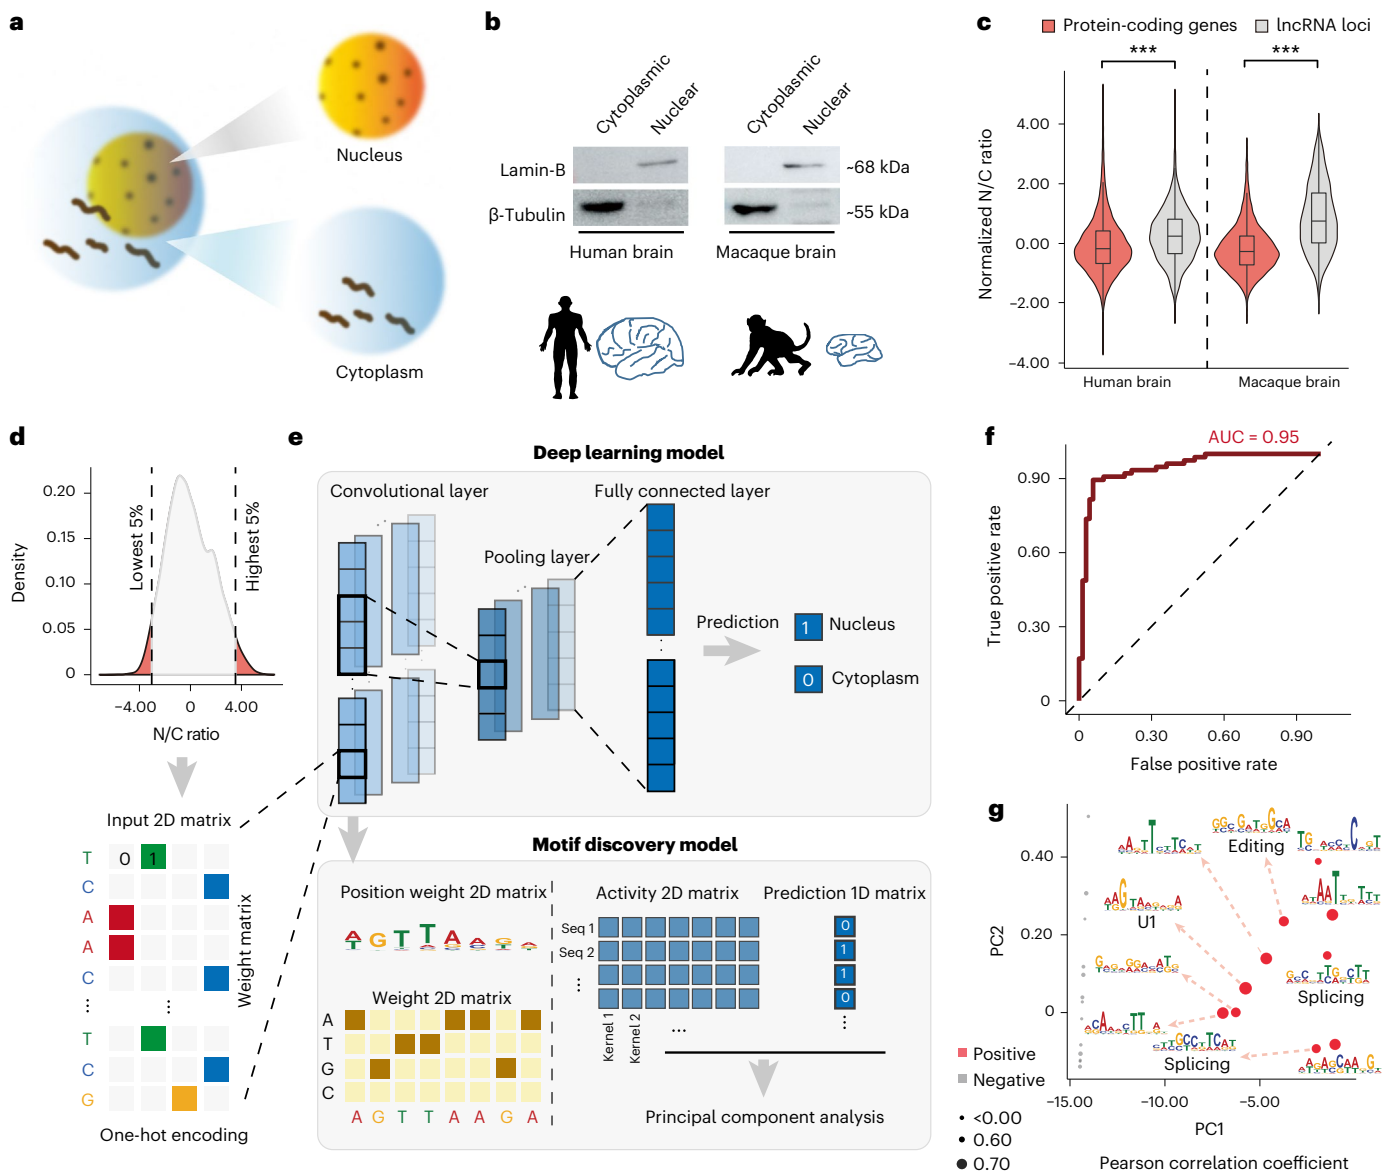 a
Nucleus
Cytoplasm
b
Cytoplasmic
Nuclear
Cytoplasmic
Nuclear
Lamin-B
~68 kDa
β-Tubulin
~55 kDa
Human brain
Macaque brain
c
Protein-coding genes
lncRNA loci
***
***
Normalized N/C ratio
4.00
2.00
0.00
−2.00
−4.00
Human brain
Macaque brain
d
Density
0.20
0.15
0.10
0.05
0
Lowest 5%
Highest 5%
−4.00
0
4.00
N/C ratio
Input 2D matrix
T
0
1
C
A
A
C
T
C
G
Weight matrix
One-hot encoding
e
Deep learning model
Convolutional layer
Fully connected layer
Pooling layer
Prediction
1
Nucleus
0
Cytoplasm
Motif discovery model
Position weight 2D matrix
AGTTAAGA
Weight 2D matrix
A
T
G
C
A G T T A A G A
Activity 2D matrix
Prediction 1D matrix
Seq 1
Seq 2
0
1
1
0
Kernel 1
Kernel 2
Principal component analysis
f
AUC = 0.95
True positive rate
0.90
0.60
0.30
0
0
0.30
0.60
0.90
False positive rate
g
PC2
0.40
0.20
0
Editing
U1
Splicing
Splicing
Positive
Negative
−15.00
−10.00
−5.00
PC1
<0.00
0.60
0.70
Pearson correlation coefficient